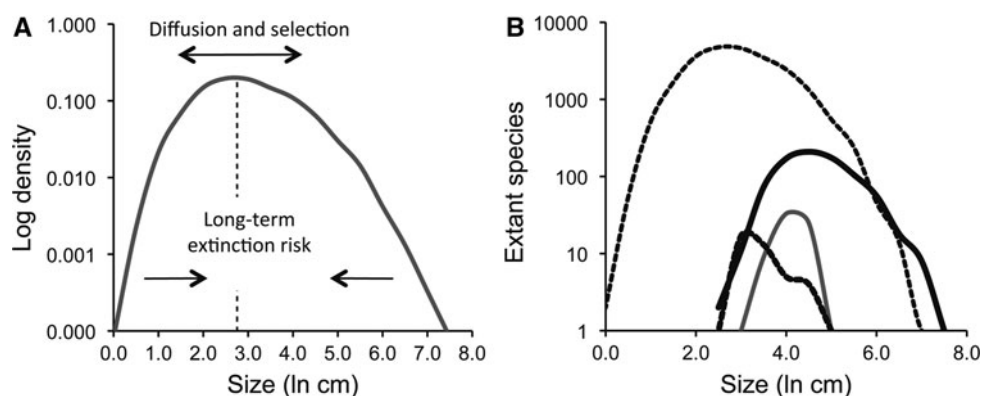 A
Diffusion and selection
Log density
1.000
0.100
0.010
0.001
0.000
Long-term
extinction risk
0.0 1.0 2.0 3.0 4.0 5.0 6.0 7.0 8.0
Size (ln cm)
B
Extant species
10000
1000
100
10
1
0.0 2.0 4.0 6.0 8.0
Size (ln cm)